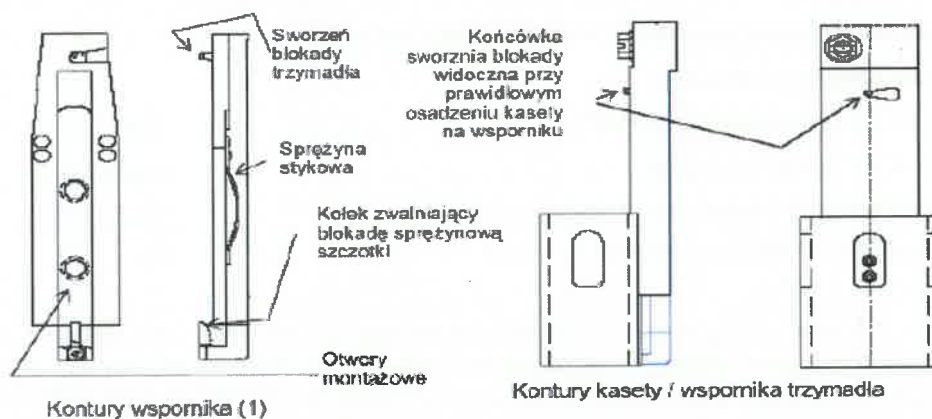 Sworzeń
blokady
trzymadła
Sprężyna
stykowa
Kołek zwalniający
blokadę sprężynową
szczotki
Otwory
montażowe
Kontury wspornika (1)
Końcówka
sworznia blokady
widoczna przy
prawidłowym
osadzeniu kasety
na wsporniku
Kontury kasety / wspornika trzymadła